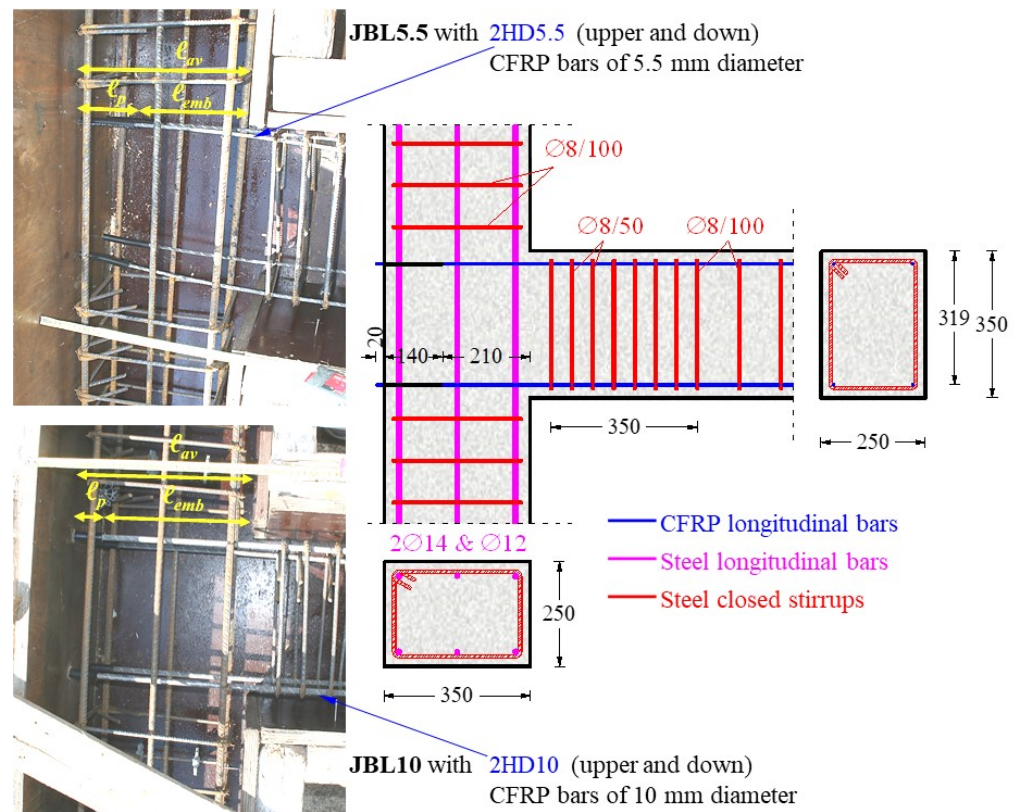 JBL5.5 with 2HD5.5 (upper and down)
CFRP bars of 5.5 mm diameter
ℓav
ℓp
ℓemb
∅8/100
∅8/50
∅8/100
20
140
210
319
350
350
250
2∅14 & ∅12
CFRP longitudinal bars
Steel longitudinal bars
Steel closed stirrups
250
350
ℓav
ℓp
ℓemb
JBL10 with 2HD10 (upper and down)
CFRP bars of 10 mm diameter